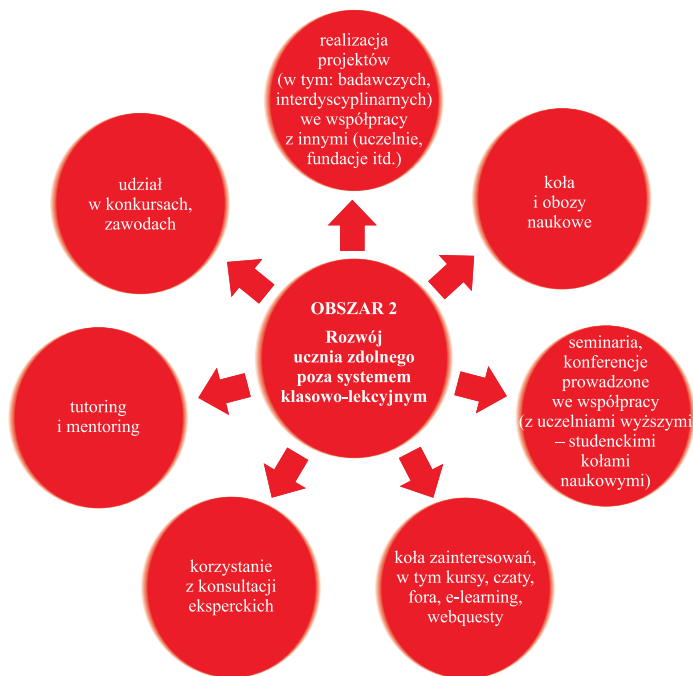 realizacja
projektów
(w tym: badawczych,
interdyscyplinarnych)
we współpracy
z innymi (uczelnie,
fundacje itd.)
koła
i obozy
naukowe
seminaria,
konferencje
prowadzone
we współpracy
(z uczelniami wyższymi
– studenckimi
kołami
naukowymi)
koła zainteresowań,
w tym kursy, czaty,
fora, e-learning,
webquesty
korzystanie
z konsultacji
eksperckich
tutoring
i mentoring
udział
w konkursach,
zawodach
OBSZAR 2
Rozwój
ucznia zdolnego
poza systemem
klasowo-lekcyjnym